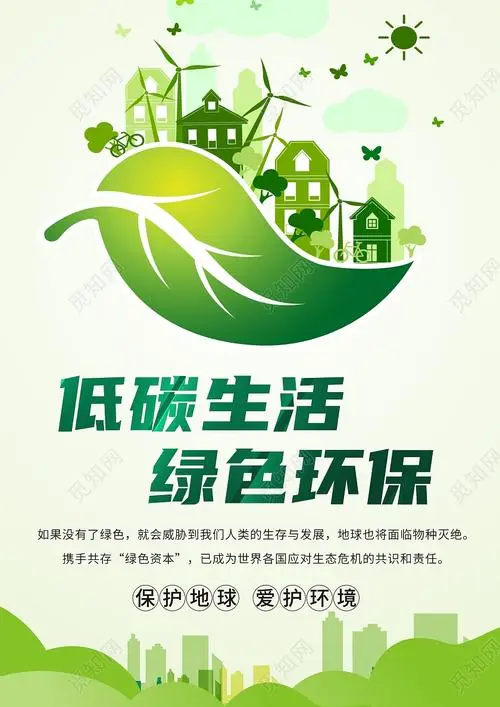 低碳生活
绿色环保
如果没有了绿色，就会威胁到我们人类的生存与发展，地球也将面临物种灭绝。
携手共存“绿色资本”，已成为世界各国应对生态危机的共识和责任。
保护地球 爱护环境
觅知网